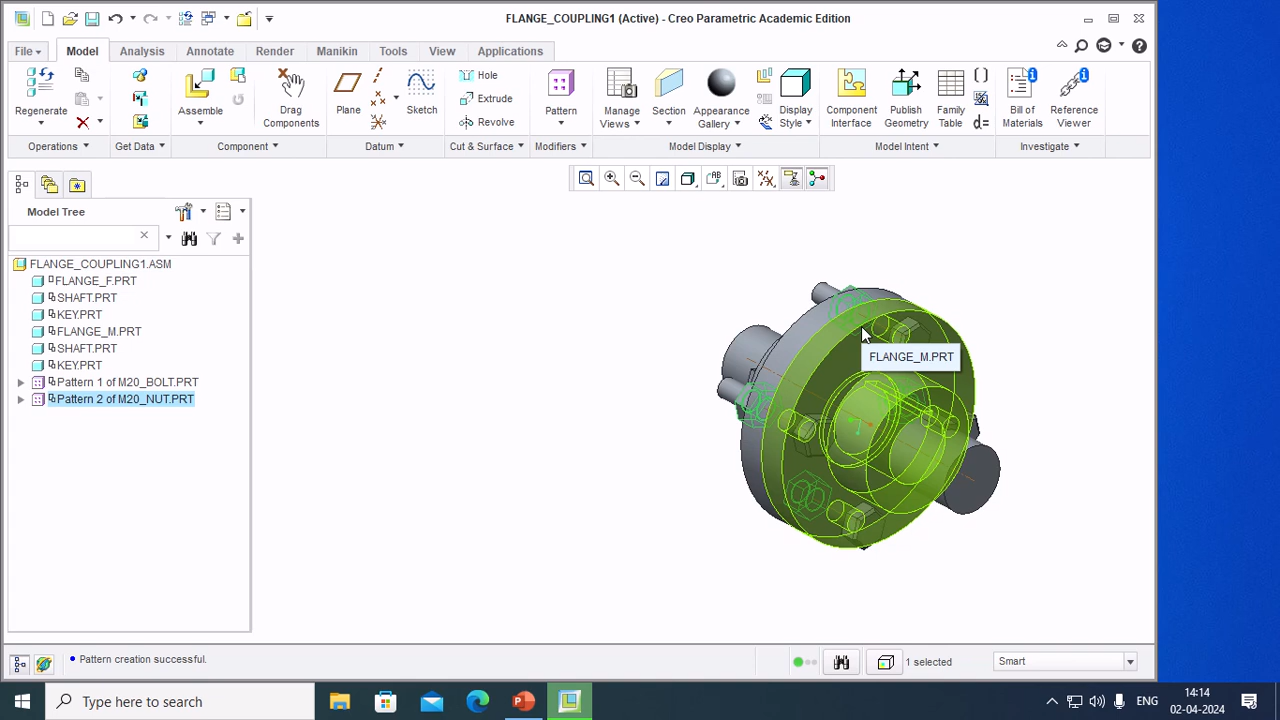 FLANGE_COUPLING1 (Active) - Creo Parametric Academic Edition
File Model Analysis Annotate Render Manikin Tools View Applications
Regenerate Assemble Drag Components Plane Sketch Hole Extrude Revolve Pattern Manage Views Section Appearance Gallery Display Style Component Interface Publish Geometry Family Table Bill of Materials Reference Viewer
Operations Get Data Component Datum Cut & Surface Modifiers Model Display Model Intent Investigate
Model Tree
FLANGE_COUPLING1.ASM
FLANGE_F.PRT
SHAFT.PRT
KEY.PRT
FLANGE_M.PRT
SHAFT.PRT
KEY.PRT
Pattern 1 of M20_BOLT.PRT
Pattern 2 of M20_NUT.PRT
FLANGE_M.PRT
Pattern creation successful.
1 selected
Smart
Type here to search
ENG
14:14
02-04-2024